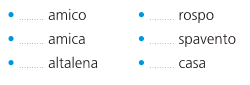 • .......... amico
• .......... amica
• .......... altalena
• .......... rospo
• .......... spavento
• .......... casa